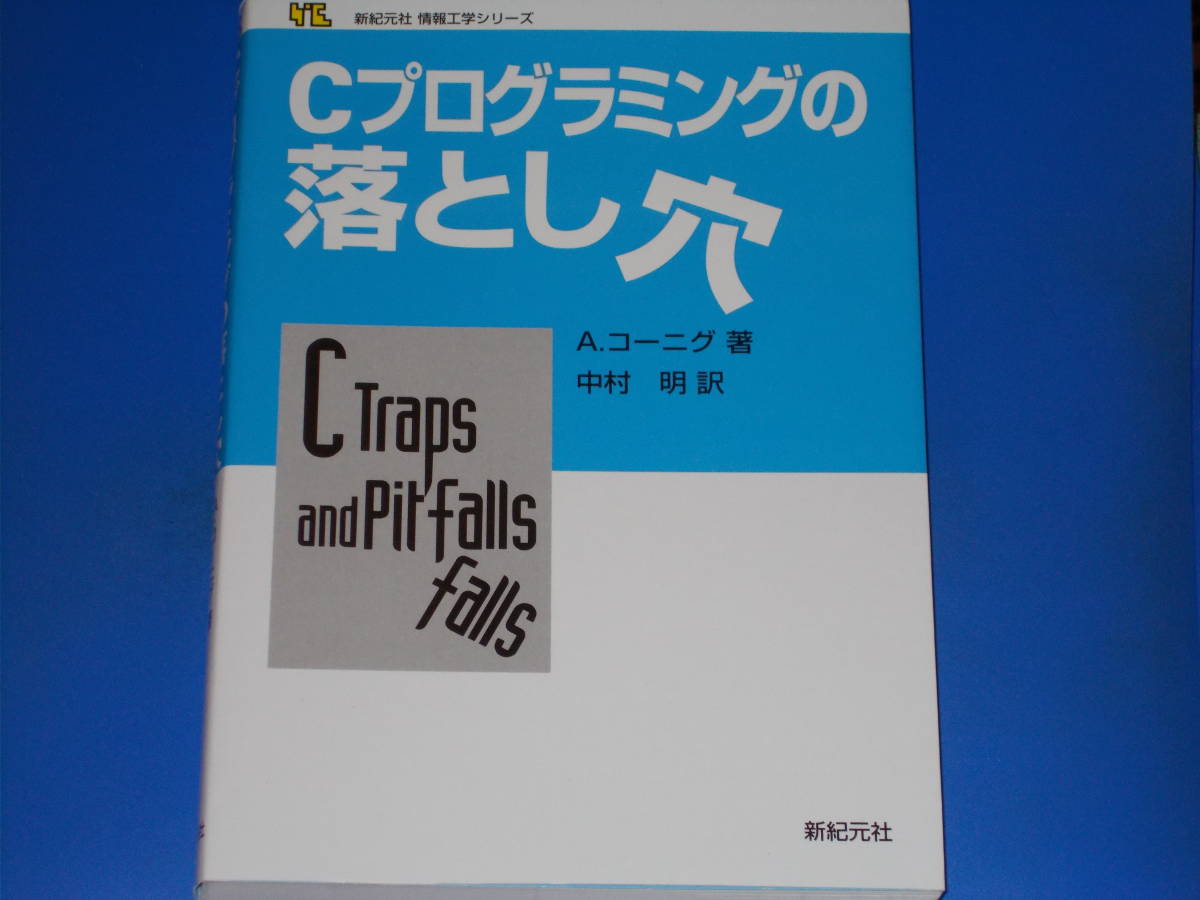 新紀元社 情報工学シリーズ
Cプログラミングの
落とし穴
A.コーニグ 著
中村 明 訳
C Traps
and Pitfalls
falls
新紀元社